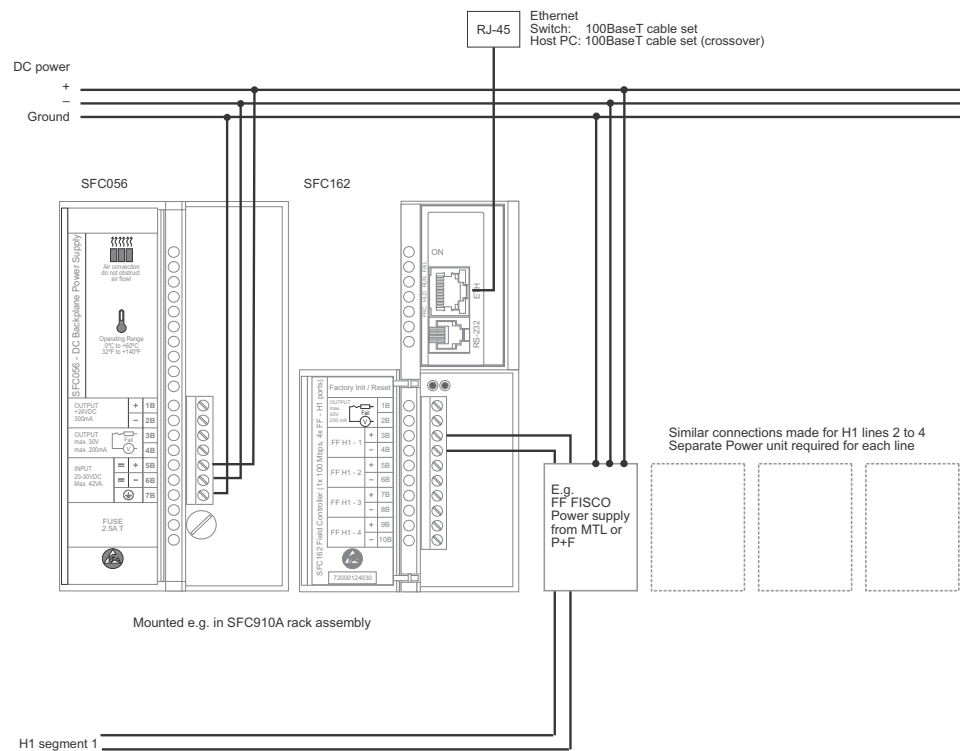 RJ-45
Ethernet
Switch: 100BaseT cable set
Host PC: 100BaseT cable set (crossover)
DC power
+
–
Ground
SFC056
SFC162
SFC056 - DC Backplane Power Supply
Air convection
do not obstruct
air flow!
Operating Range
0ºC to +60ºC
32ºF to +140ºF
OUTPUT
+24VDC
300mA
+ 1B
– 2B
OUTPUT
max. 30V
max. 200mA
Fail
V
3B
4B
INPUT
20-30VDC
Max. 42VA
+ 5B
– 6B
7B
FUSE
2.5A T
ON
FAIL
RUN
HLD
PRG
ETH
RS-232
SFC162 Field Controller (1x 100 Mbps, 4x FF - H1 ports)
Factory Init / Reset
OUTPUT
max.
30V
200 mA
Fail
V
1B
2B
FF H1 - 1
+ 3B
– 4B
FF H1 - 2
+ 5B
– 6B
FF H1 - 3
+ 7B
– 8B
FF H1 - 4
+ 9B
– 10B
72000124030
Similar connections made for H1 lines 2 to 4
Separate Power unit required for each line
E.g.
FF FISCO
Power supply
from MTL or
P+F
Mounted e.g. in SFC910A rack assembly
H1 segment 1